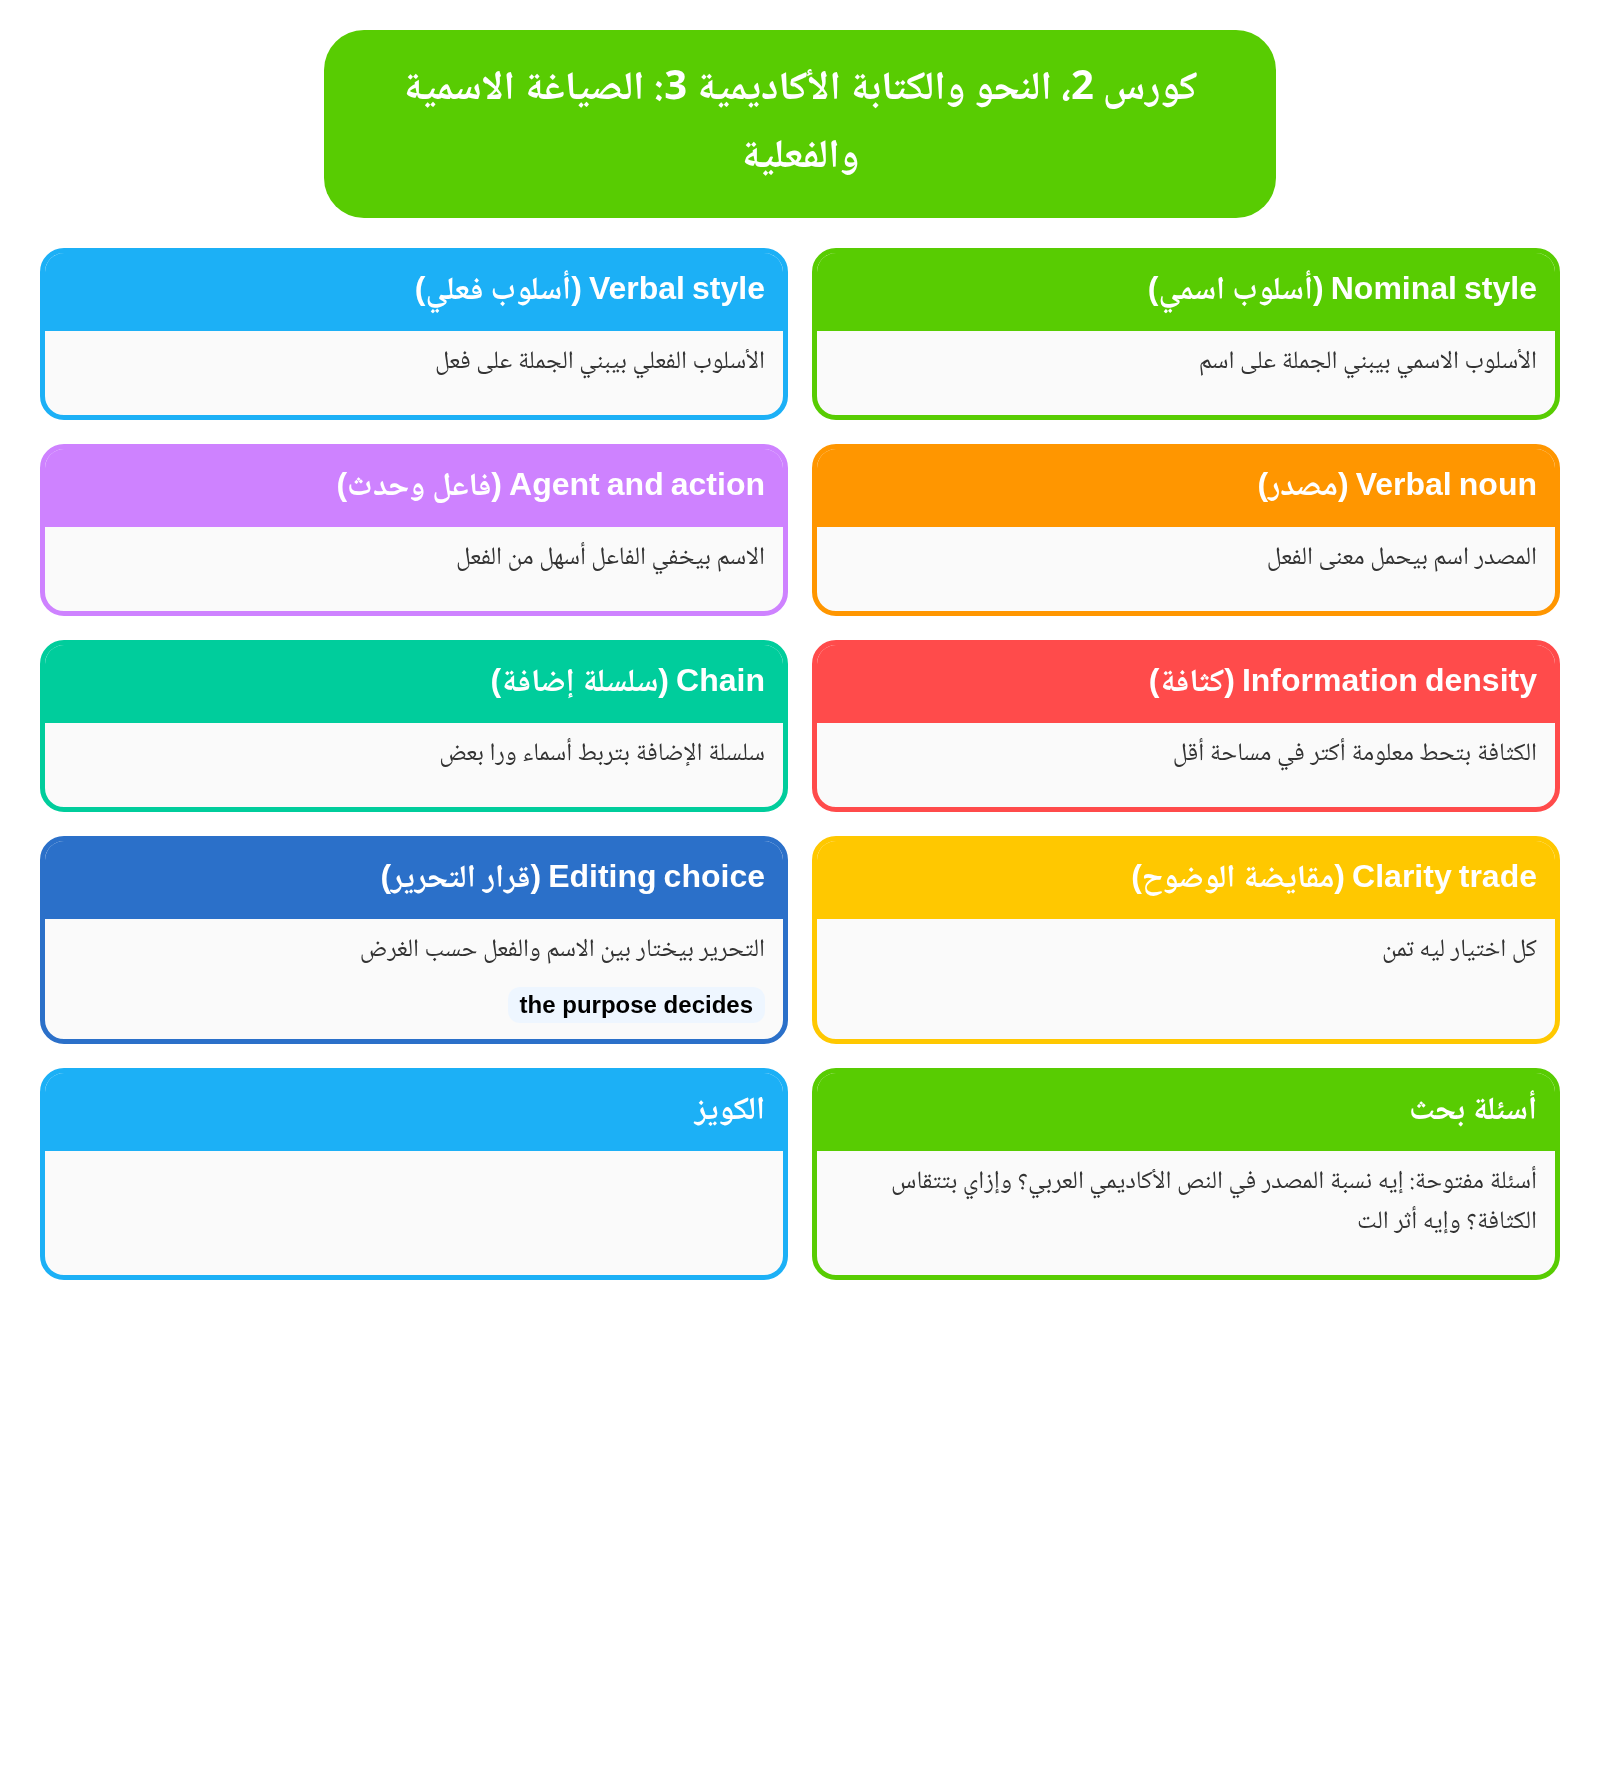 كورس 2، النحو والكتابة الأكاديمية 3: الصياغة الاسمية
والفعلية
Nominal style (أسلوب اسمي)
الأسلوب الاسمي بيبني الجملة على اسم
Verbal style (أسلوب فعلي)
الأسلوب الفعلي بيبني الجملة على فعل
Verbal noun (مصدر)
المصدر اسم بيحمل معنى الفعل
Agent and action (فاعل وحدث)
الاسم بيخفي الفاعل أسهل من الفعل
Information density (كثافة)
الكثافة بتحط معلومة أكتر في مساحة أقل
Chain (سلسلة إضافة)
سلسلة الإضافة بتربط أسماء ورا بعض
Clarity trade (مقايضة الوضوح)
كل اختيار ليه تمن
Editing choice (قرار التحرير)
التحرير بيختار بين الاسم والفعل حسب الغرض
the purpose decides
أسئلة بحث
أسئلة مفتوحة: إيه نسبة المصدر في النص الأكاديمي العربي؟ وإزاي بتتقاس
الكثافة؟ وإيه أثر الت
الكويز